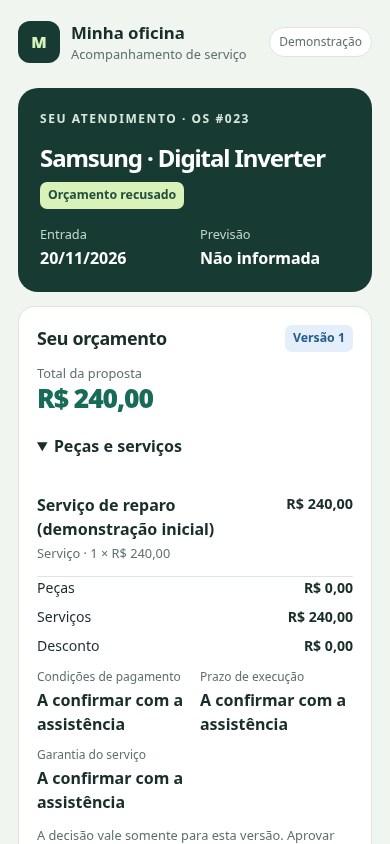 M
Minha oficina
Acompanhamento de serviço
Demonstração
SEU ATENDIMENTO · OS #023
Samsung · Digital Inverter
Orçamento recusado
Entrada
Previsão
20/11/2026
Não informada
Seu orçamento
Versão 1
Total da proposta
R$ 240,00
▼ Peças e serviços
Serviço de reparo
(demonstração inicial)
R$ 240,00
Serviço · 1 × R$ 240,00
Peças
R$ 0,00
Serviços
R$ 240,00
Desconto
R$ 0,00
Condições de pagamento
A confirmar com a
assistência
Prazo de execução
A confirmar com a
assistência
Garantia do serviço
A confirmar com a
assistência
A decisão vale somente para esta versão. Aprovar